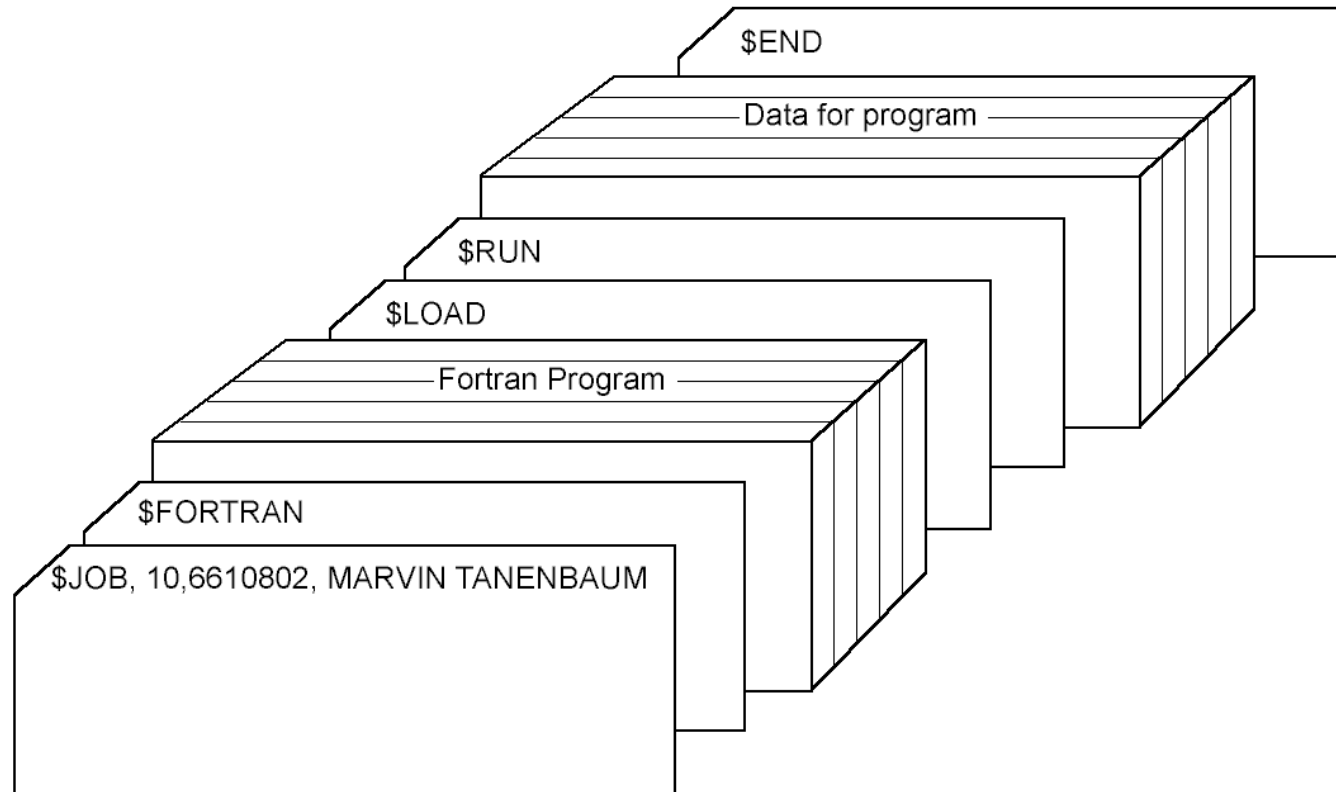 $END
Data for program
$RUN
$LOAD
Fortran Program
$FORTRAN
$JOB, 10,6610802, MARVIN TANENBAUM